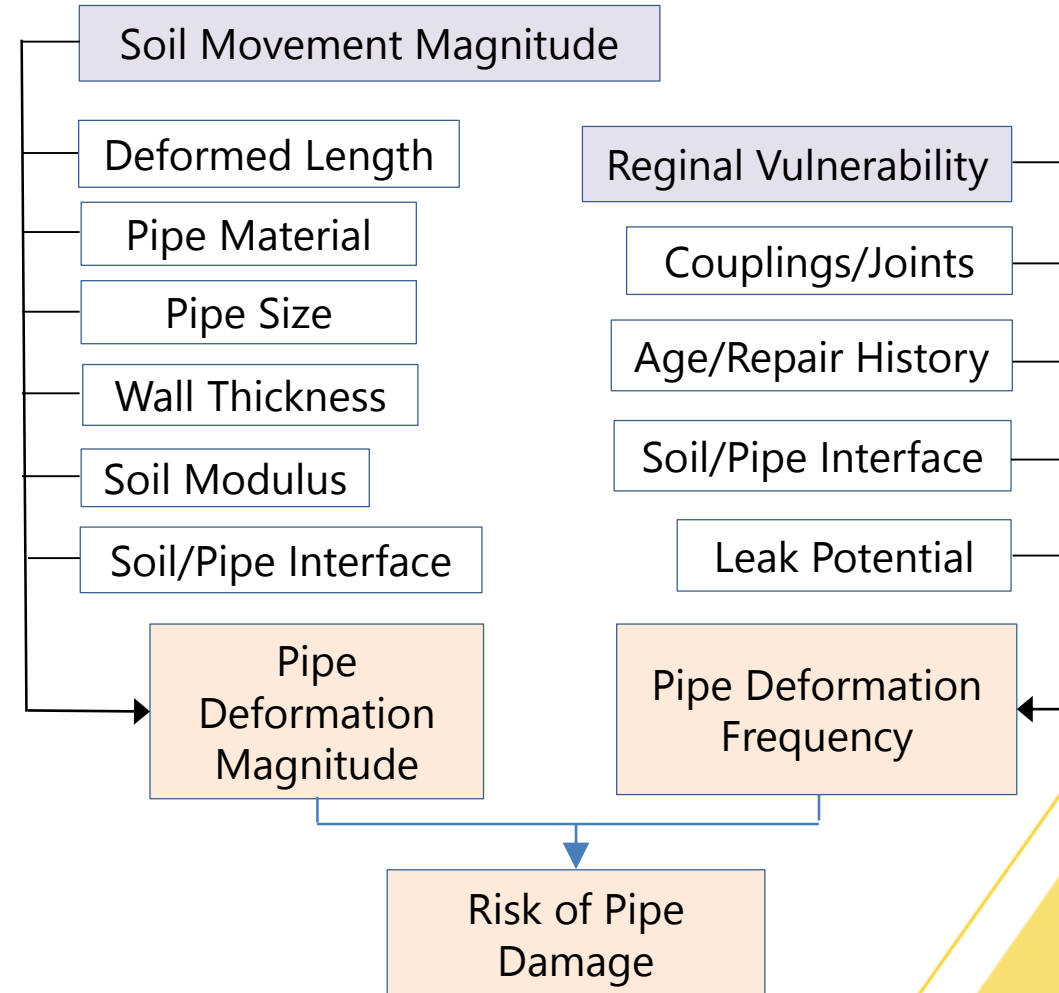 Soil Movement Magnitude
Deformed Length
Pipe Material
Pipe Size
Wall Thickness
Soil Modulus
Soil/Pipe Interface
Pipe
Deformation
Magnitude
Reginal Vulnerability
Couplings/Joints
Age/Repair History
Soil/Pipe Interface
Leak Potential
Pipe Deformation
Frequency
Risk of Pipe
Damage